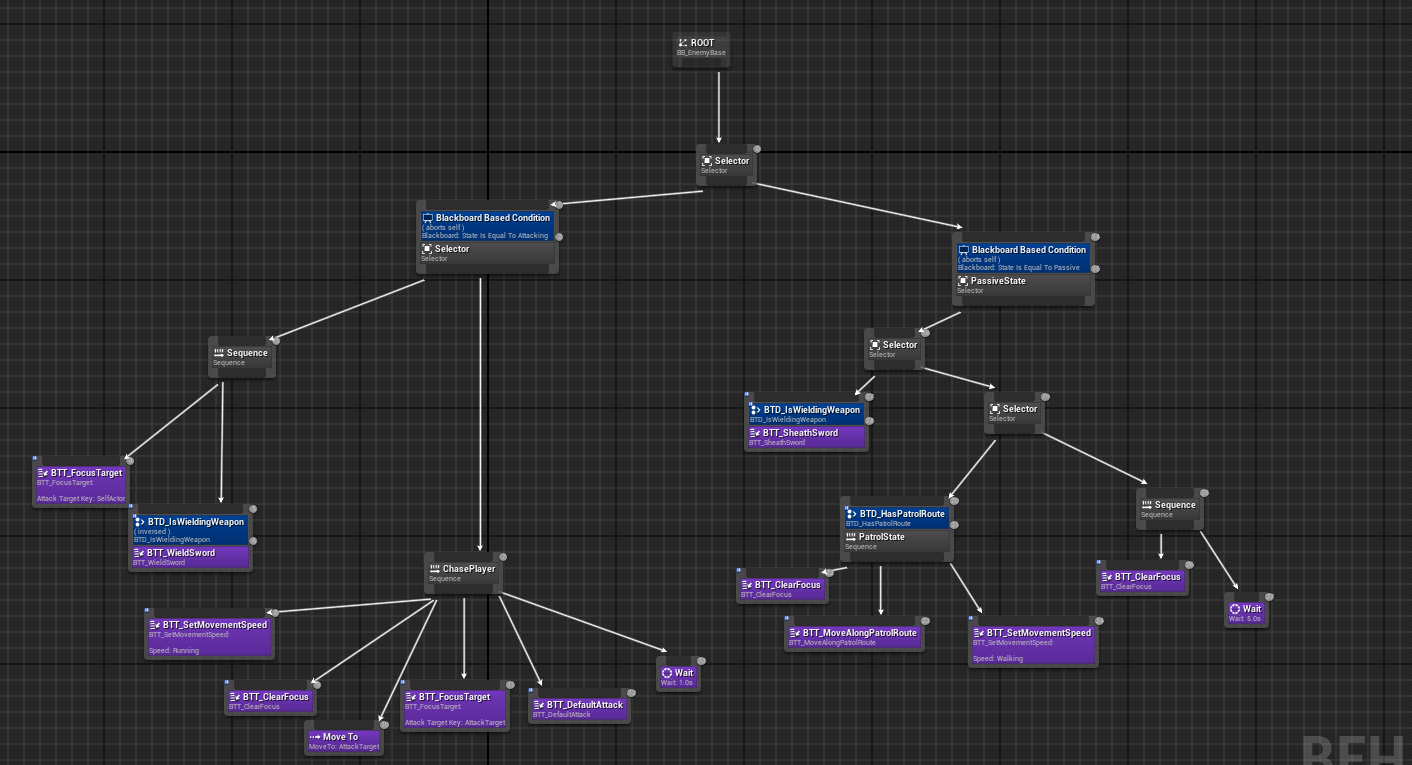 ROOT
BB_EnemyBase
Selector
Selector
Blackboard Based Condition
( aborts self )
Blackboard: State Is Equal To Attacking
Selector
Selector
Blackboard Based Condition
( aborts self )
Blackboard: State Is Equal To Passive
PassiveState
Selector
Sequence
Sequence
Selector
Selector
BTD_IsWieldingWeapon
BTD_IsWieldingWeapon
BTT_SheathSword
BTT_SheathSword
Selector
Selector
BTT_FocusTarget
BTT_FocusTarget:
Attack Target Key: SelfActor
BTD_IsWieldingWeapon
( inversed )
BTD_IsWieldingWeapon
BTT_WieldSword
BTT_WieldSword
BTD_HasPatrolRoute
BTD_HasPatrolRoute
PatrolState
Sequence
Sequence
Sequence
ChasePlayer
Sequence
BTT_ClearFocus
BTT_ClearFocus
BTT_ClearFocus
BTT_ClearFocus
Wait
Wait: 5.0s
BTT_SetMovementSpeed
BTT_SetMovementSpeed:
Speed: Running
BTT_MoveAlongPatrolRoute
BTT_MoveAlongPatrolRoute
BTT_SetMovementSpeed
BTT_SetMovementSpeed:
Speed: Walking
BTT_ClearFocus
BTT_ClearFocus
Move To
MoveTo: AttackTarget
BTT_FocusTarget
BTT_FocusTarget:
Attack Target Key: AttackTarget
BTT_DefaultAttack
BTT_DefaultAttack
Wait
Wait: 1.0s
BEH